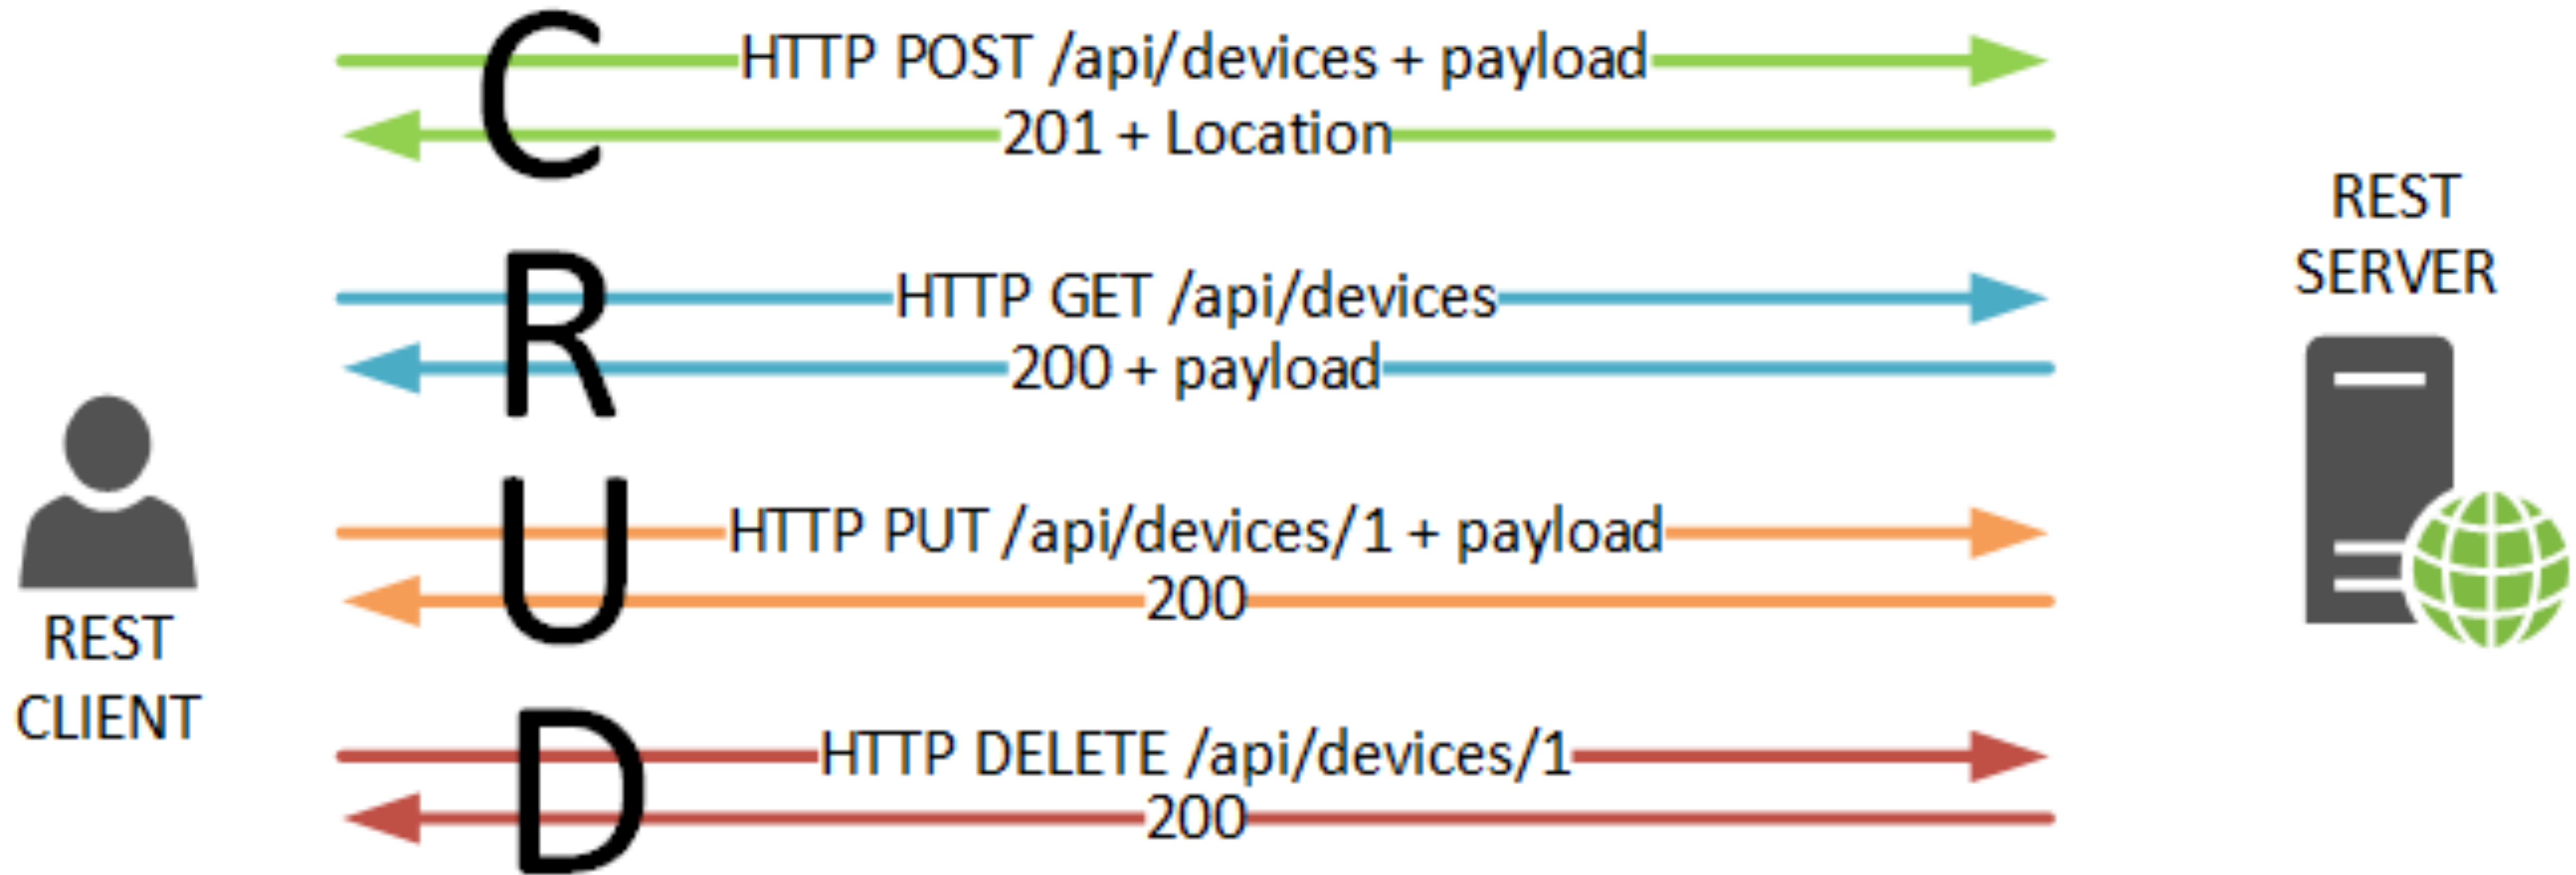 C
HTTP POST /api/devices + payload
201 + Location
R
HTTP GET /api/devices
200 + payload
U
HTTP PUT /api/devices/1 + payload
200
D
HTTP DELETE /api/devices/1
200
REST
CLIENT
REST
SERVER